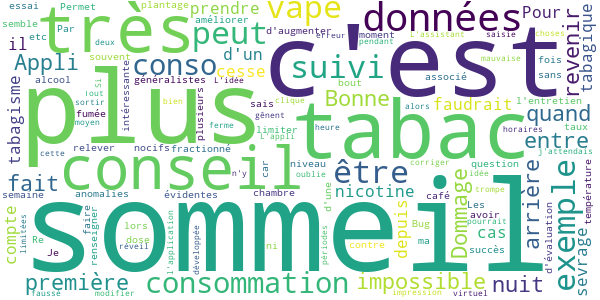 essai Permet plantage prendre vape données Pour
semble Par améliorer d'augmenter erreur moment L'assistant saisie choses
etc deux très peut c'est pendant mauvaise
il souvent d'un suivi sans fois revenir tabagique
Appli conso cesse associé
alcool généralistes L'idée bout
tabagisme sortir Si intéressante plus clique Bonne tabac alors l'entretien quand
fumée bien plusieurs sais gênent faudrait taux
moyen ferme limiter L'appli heure horaires entre
relever nocifs fractionné niveau corriger question j'attendais
cette conseil car être idée
fait évidentes n'y oublie nicotine café trompe arrière exemple température
semaine anomalies chambre d'une Les pourrait
compte limitées renseigner faire lors l'application sommeil depuis avoir Dommage succès d'évaluation sevrage
Re dose développée périodes contre Bug cas
Je réveil ni ma
première consommation impossible nuit
faussé modifier impression virtuel